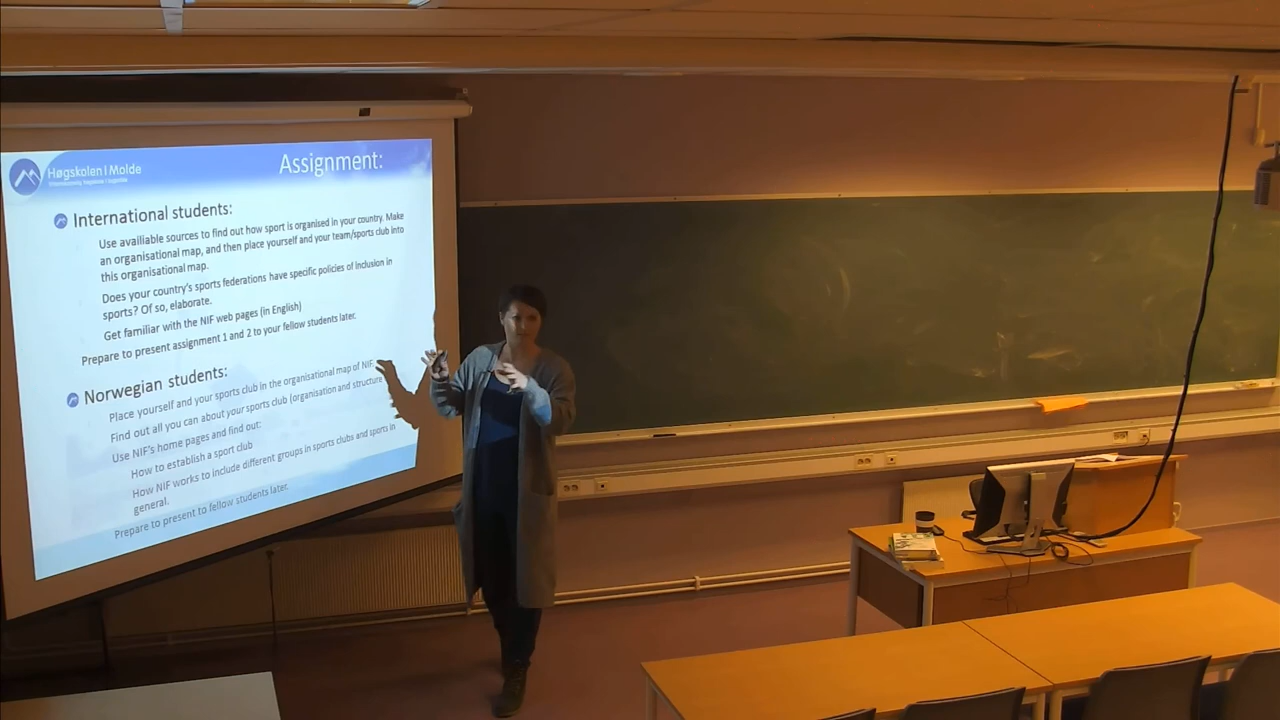 Høgskolen i Molde
Assignment:
International students:
Use availiable sources to find out how sport is organised in your country. Make
an organisational map, and then place yourself and your team/sports club into
this organisational map.
Does your country's sports federations have specific policies of inclusion in
sports? Of so, elaborate.
Get familiar with the NIF web pages (in English)
Prepare to present assignment 1 and 2 to your fellow students later.
Norwegian students:
Place yourself and your sports club in the organisational map of NIF.
Find out all you can about your sports club (organisation and structure
Use NIF's home pages and find out:
How to establish a sport club
How NIF works to include different groups in sports clubs and sports in
general.
Prepare to present to fellow students later.